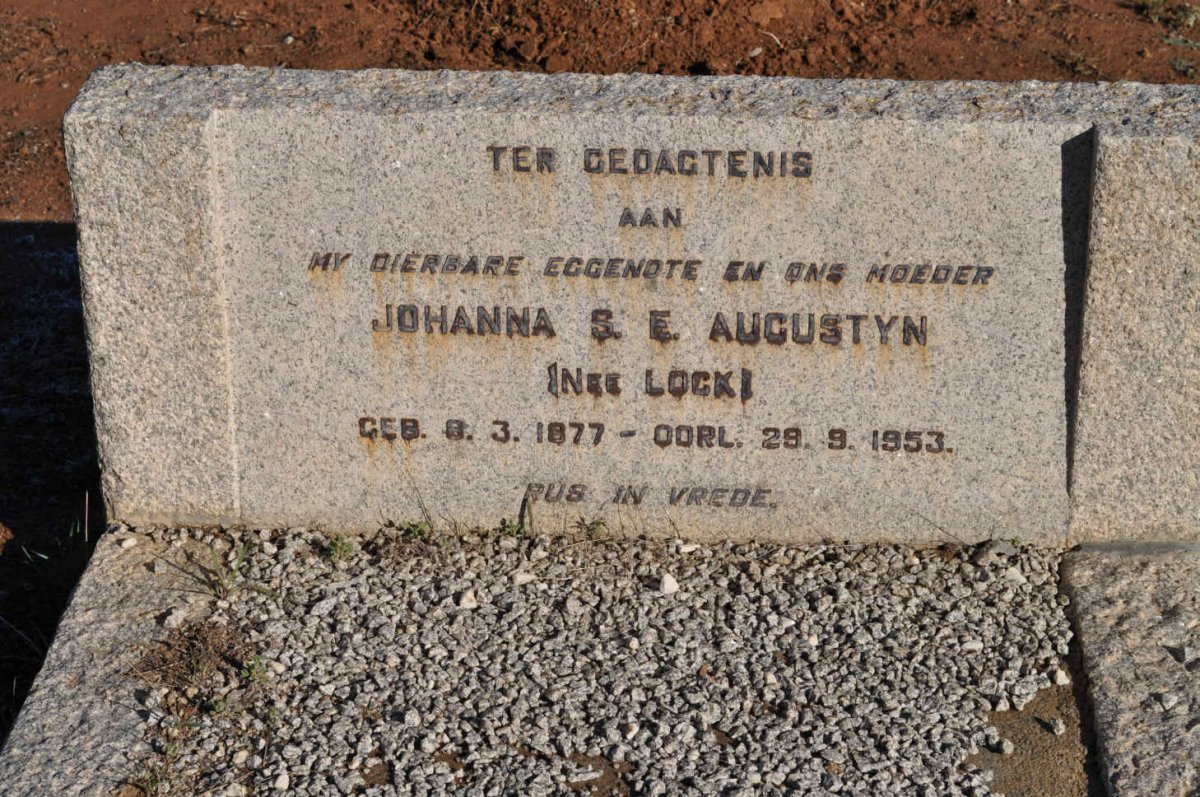 TER GEDAGTENIS
AAN
MY DIERBARE EGGENOTE EN ONS MOEDER
JOHANNA S. E. AUGUSTYN
(NEE LOCK)
GEB. 8. 3. 1877 - OORL. 29. 9. 1953.
RUS IN VREDE.